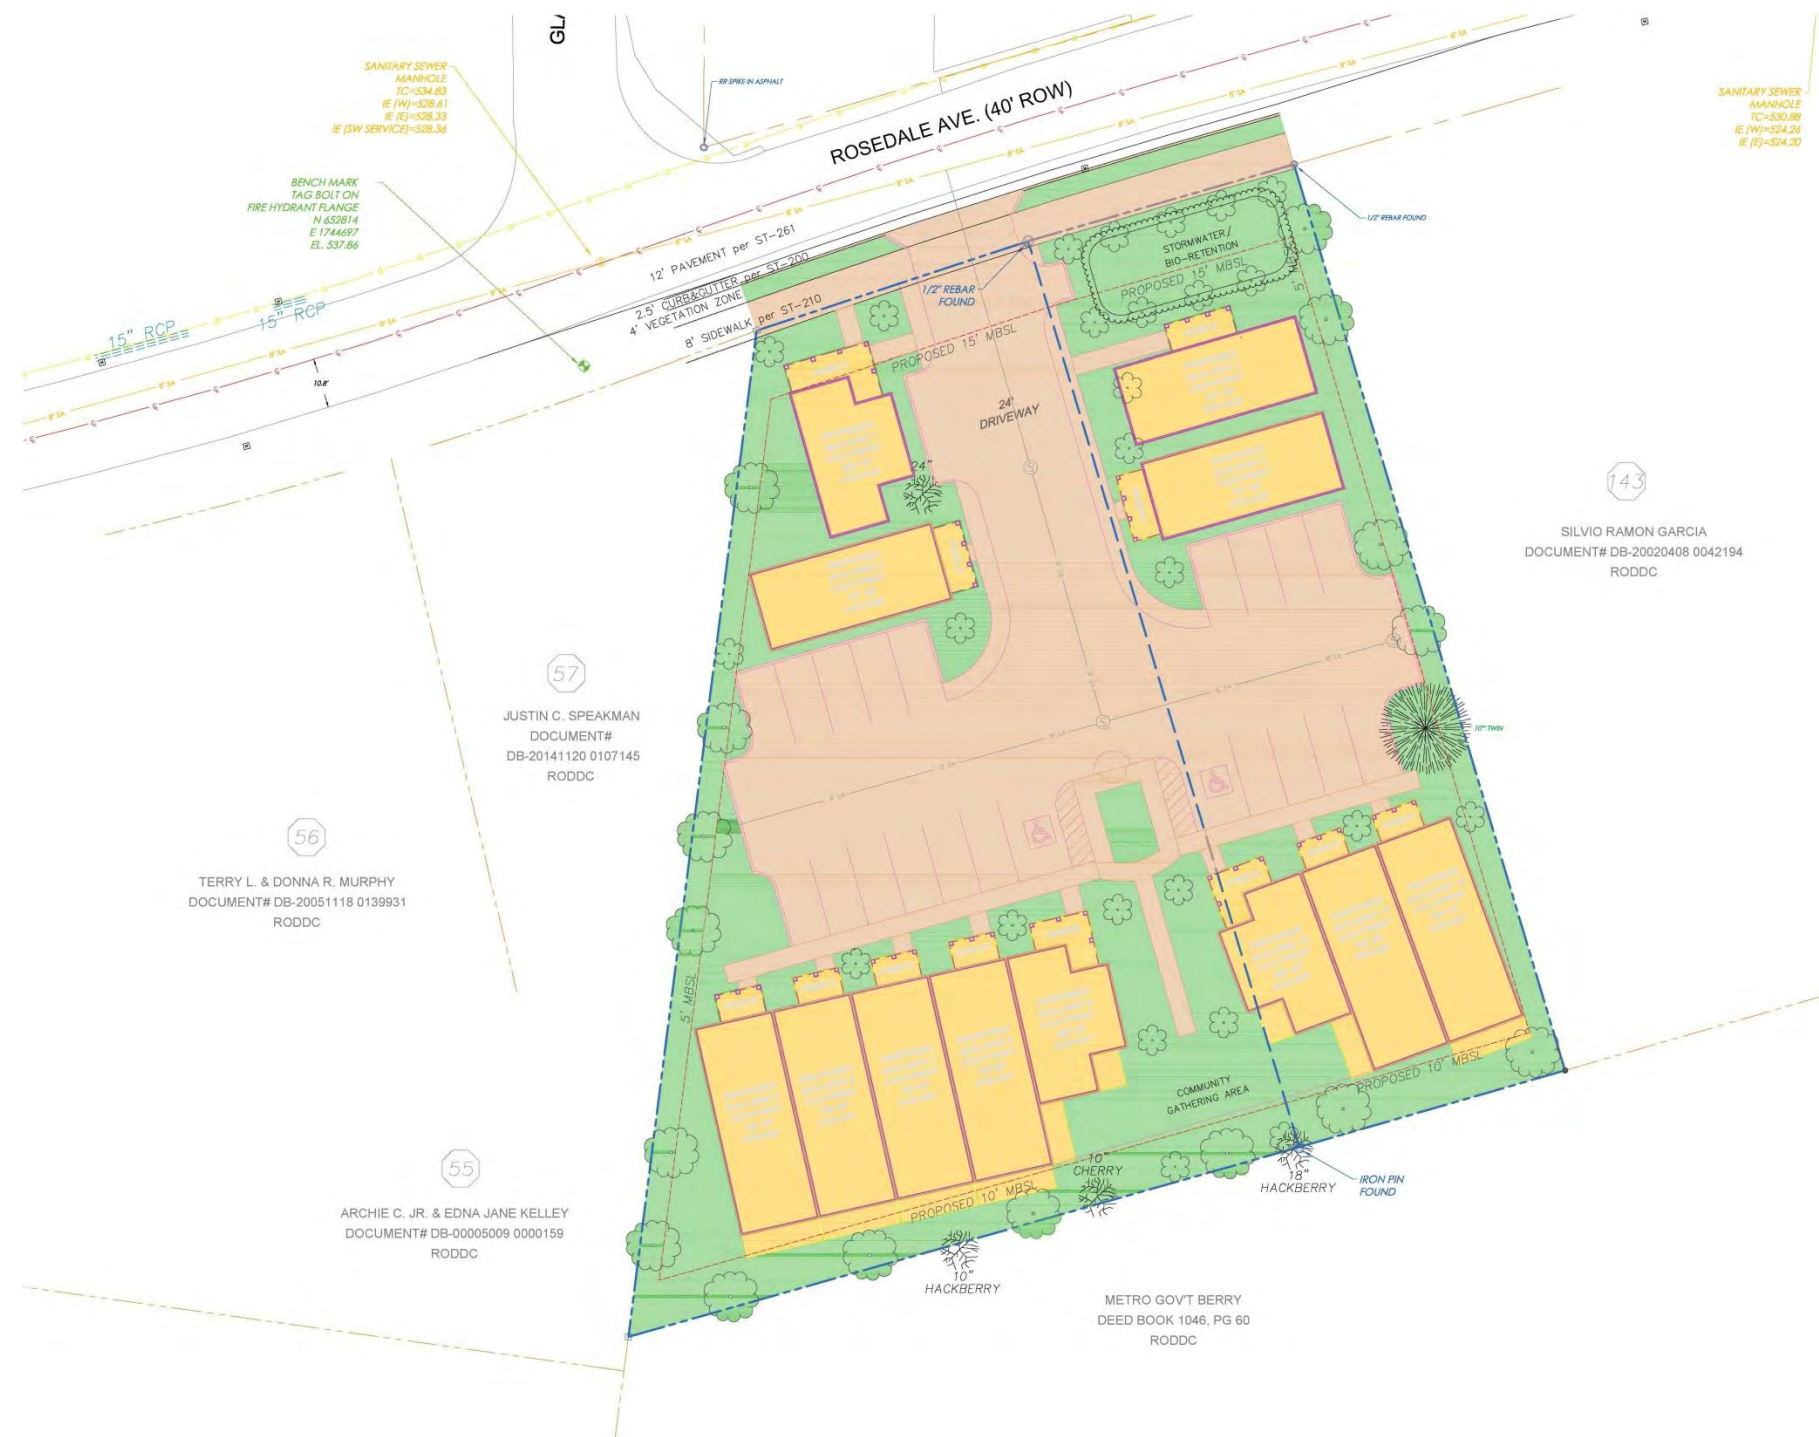 GL
SANITARY SEWER
MANHOLE
TC=534.83
IE (W)=528.61
IE (E)=528.33
IE (SW SERVICE)=528.36
RR SPIKE IN ASPHALT
ROSEDALE AVE. (40' ROW)
SANITARY SEWER
MANHOLE
TC=530.88
IE (W)=524.26
IE (E)=524.20
BENCH MARK
TAG BOLT ON
FIRE HYDRANT FLANGE
N 652814
E 1744697
EL. 537.86
1/2" REBAR FOUND
12' PAVEMENT per ST-261
2.5' CURB&GUTTER per ST-200
4' VEGETATION ZONE
8' SIDEWALK per ST-210
1/2" REBAR
FOUND
STORMWATER/
BIO-RETENTION
PROPOSED 15' MBSL
15" RCP
15" RCP
10.8'
PROPOSED 15' MBSL
24'
DRIVEWAY
24"
143
SILVIO RAMON GARCIA
DOCUMENT# DB-20020408 0042194
RODDC
57
JUSTIN C. SPEAKMAN
DOCUMENT#
DB-20141120 0107145
RODDC
10" TWIN
56
TERRY L. & DONNA R. MURPHY
DOCUMENT# DB-20051118 0139931
RODDC
5' MBSL
COMMUNITY
GATHERING AREA
PROPOSED 10' MBSL
55
ARCHIE C. JR. & EDNA JANE KELLEY
DOCUMENT# DB-00005009 0000159
RODDC
10"
CHERRY
18"
HACKBERRY
IRON PIN
FOUND
PROPOSED 10' MBSL
10"
HACKBERRY
METRO GOV'T BERRY
DEED BOOK 1046, PG 60
RODDC